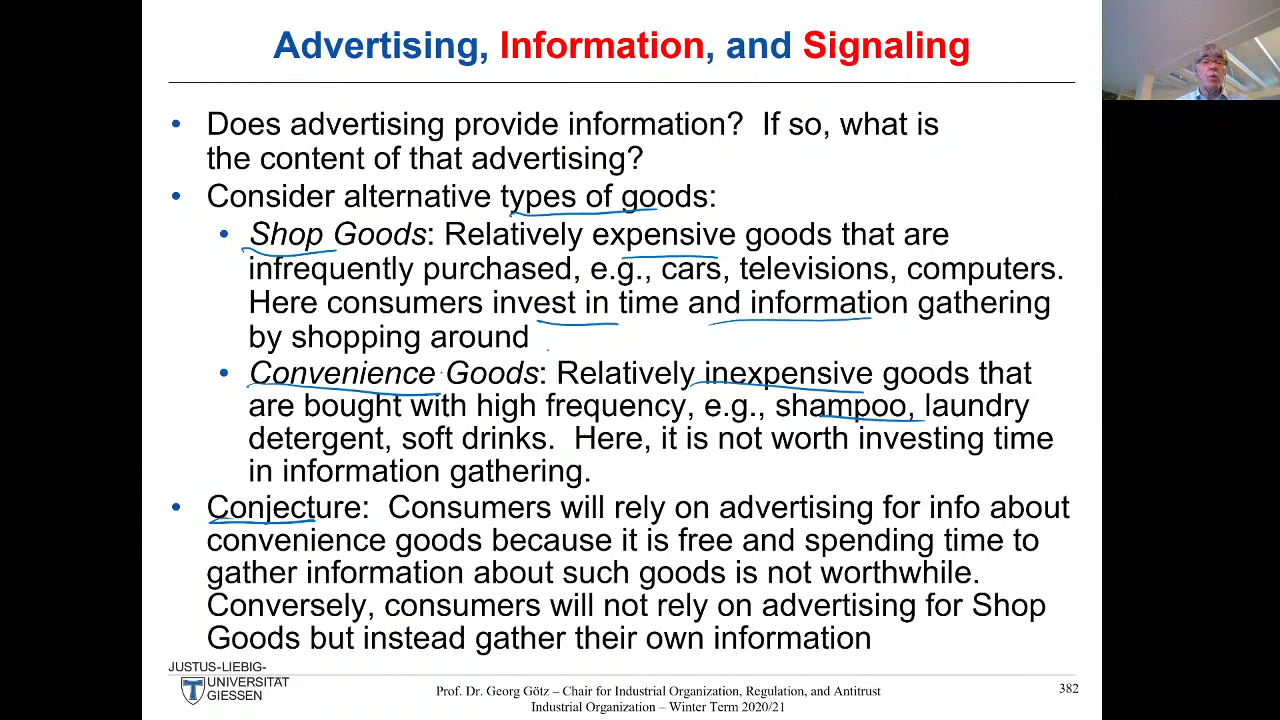 Advertising, Information, and Signaling
• Does advertising provide information? If so, what is
the content of that advertising?
• Consider alternative types of goods:
• Shop Goods: Relatively expensive goods that are
infrequently purchased, e.g., cars, televisions, computers.
Here consumers invest in time and information gathering
by shopping around
• Convenience Goods: Relatively inexpensive goods that
are bought with high frequency, e.g., shampoo, laundry
detergent, soft drinks. Here, it is not worth investing time
in information gathering.
• Conjecture: Consumers will rely on advertising for info about
convenience goods because it is free and spending time to
gather information about such goods is not worthwhile.
Conversely, consumers will not rely on advertising for Shop
Goods but instead gather their own information
JUSTUS-LIEBIG-
UNIVERSITÄT
GIESSEN
Prof. Dr. Georg Götz – Chair for Industrial Organization, Regulation, and Antitrust
Industrial Organization – Winter Term 2020/21
382